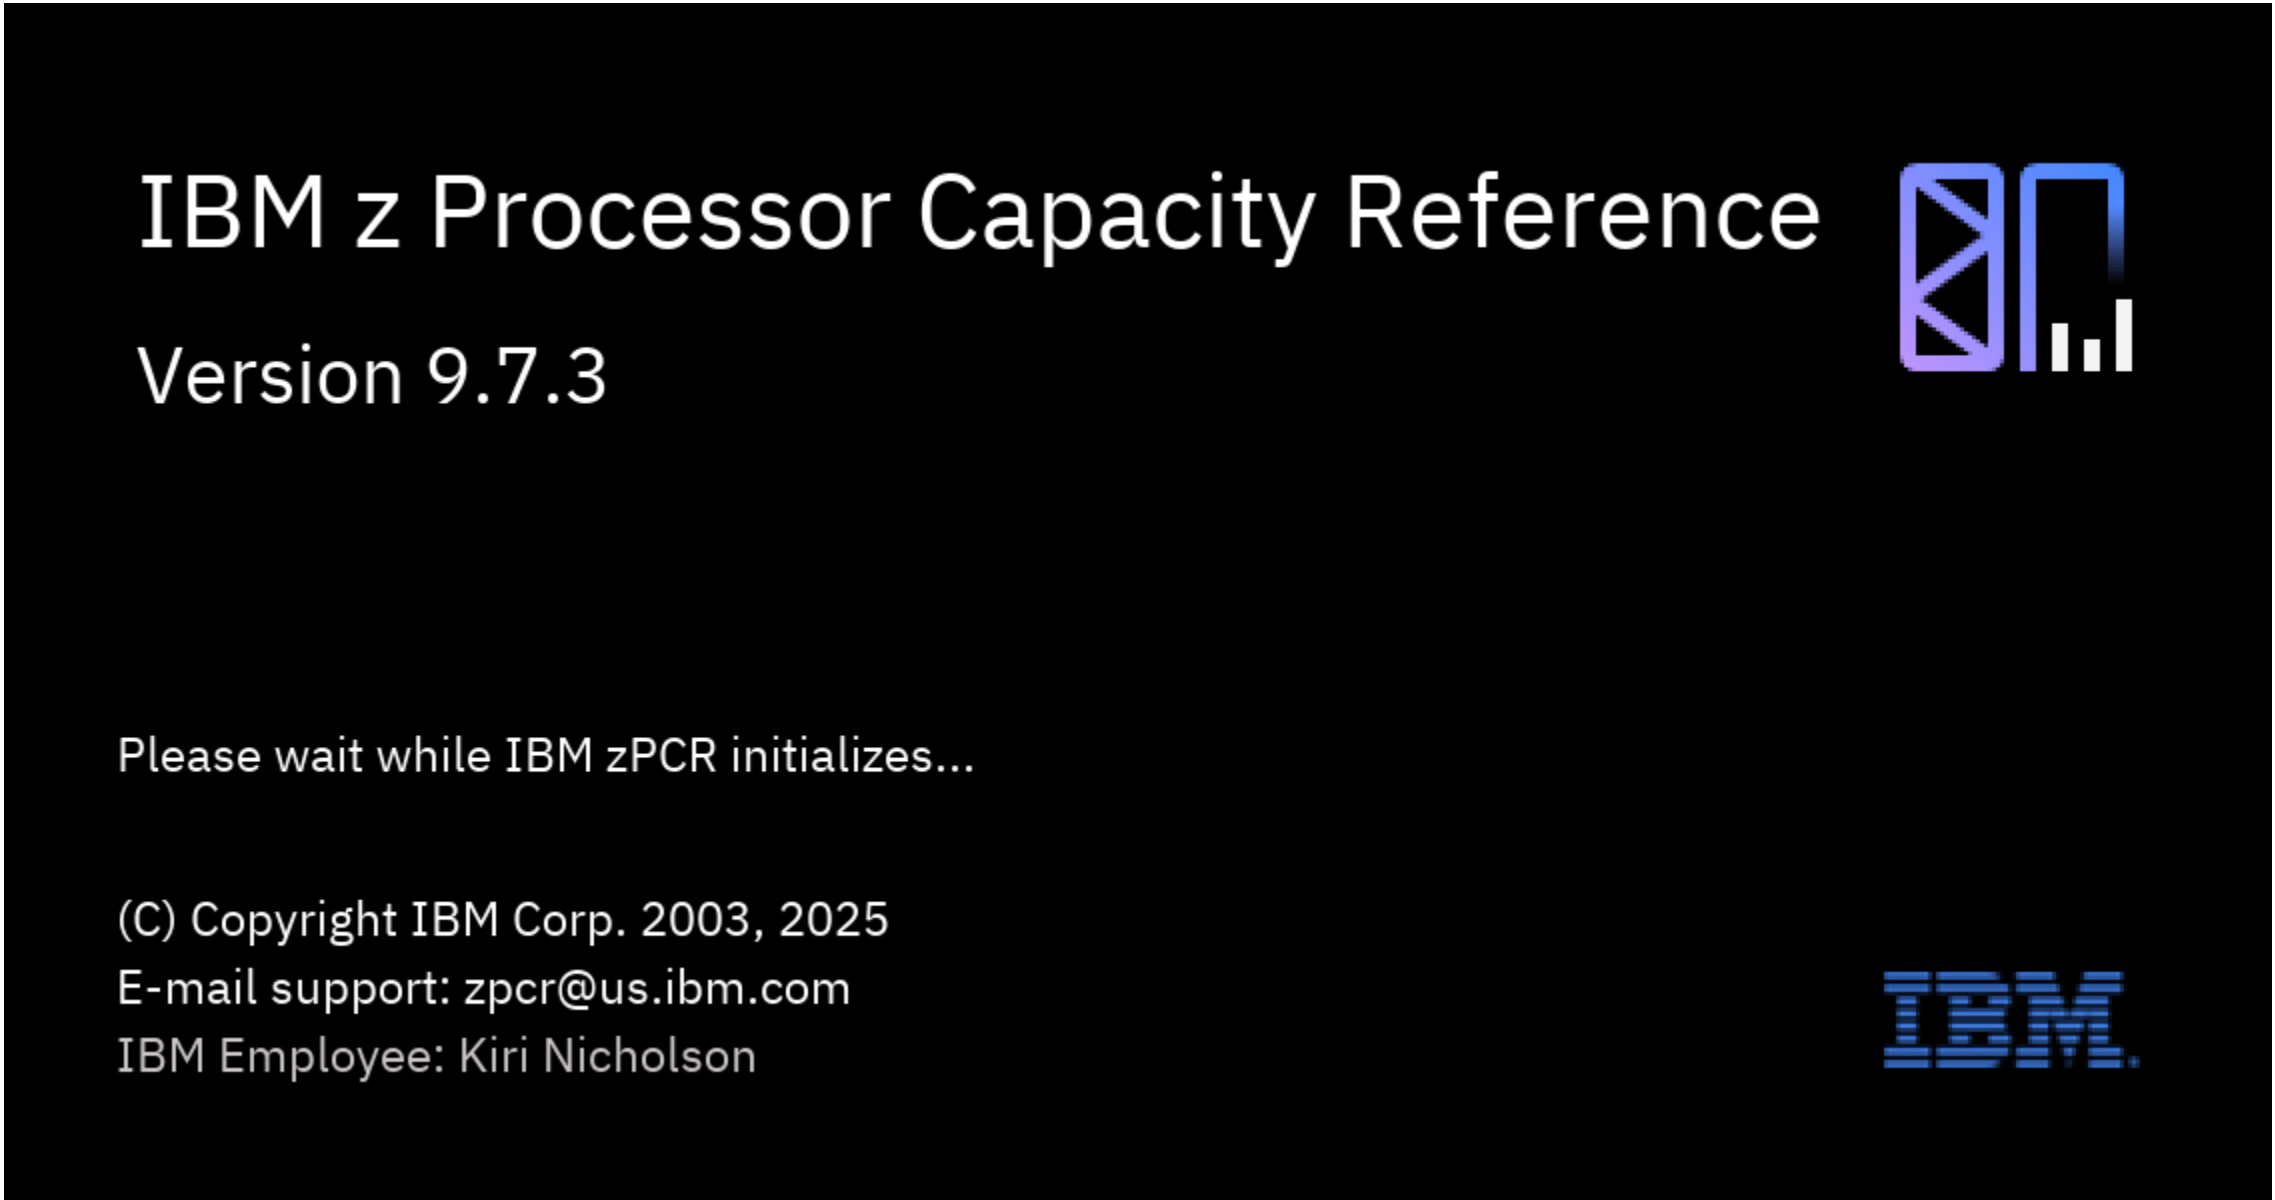 IBM z Processor Capacity Reference
Version 9.7.3
Please wait while IBM zPCR initializes...
(C) Copyright IBM Corp. 2003, 2025
E-mail support: zpcr@us.ibm.com
IBM Employee: Kiri Nicholson
IBM.